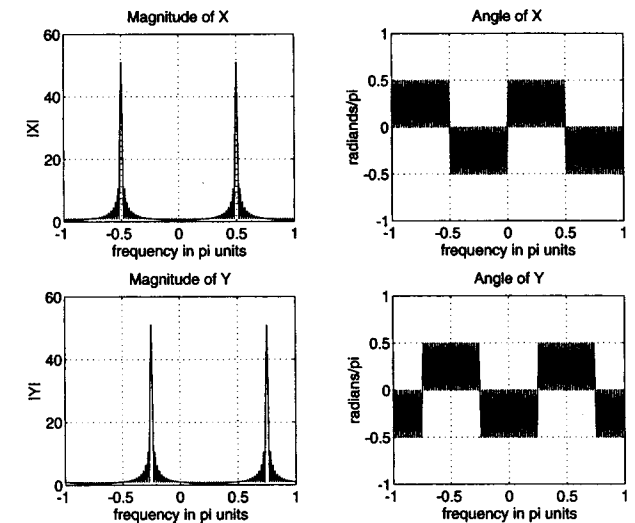 Magnitude of X
60
40
20
0
|X|
-1 -0.5 0 0.5 1
frequency in pi units
Angle of X
1
0.5
0
-0.5
-1
radiands/pi
-1 -0.5 0 0.5 1
frequency in pi units
Magnitude of Y
60
40
20
0
|Y|
-1 -0.5 0 0.5 1
frequency in pi units
Angle of Y
1
0.5
0
-0.5
-1
radians/pi
-1 -0.5 0 0.5 1
frequency in pi units